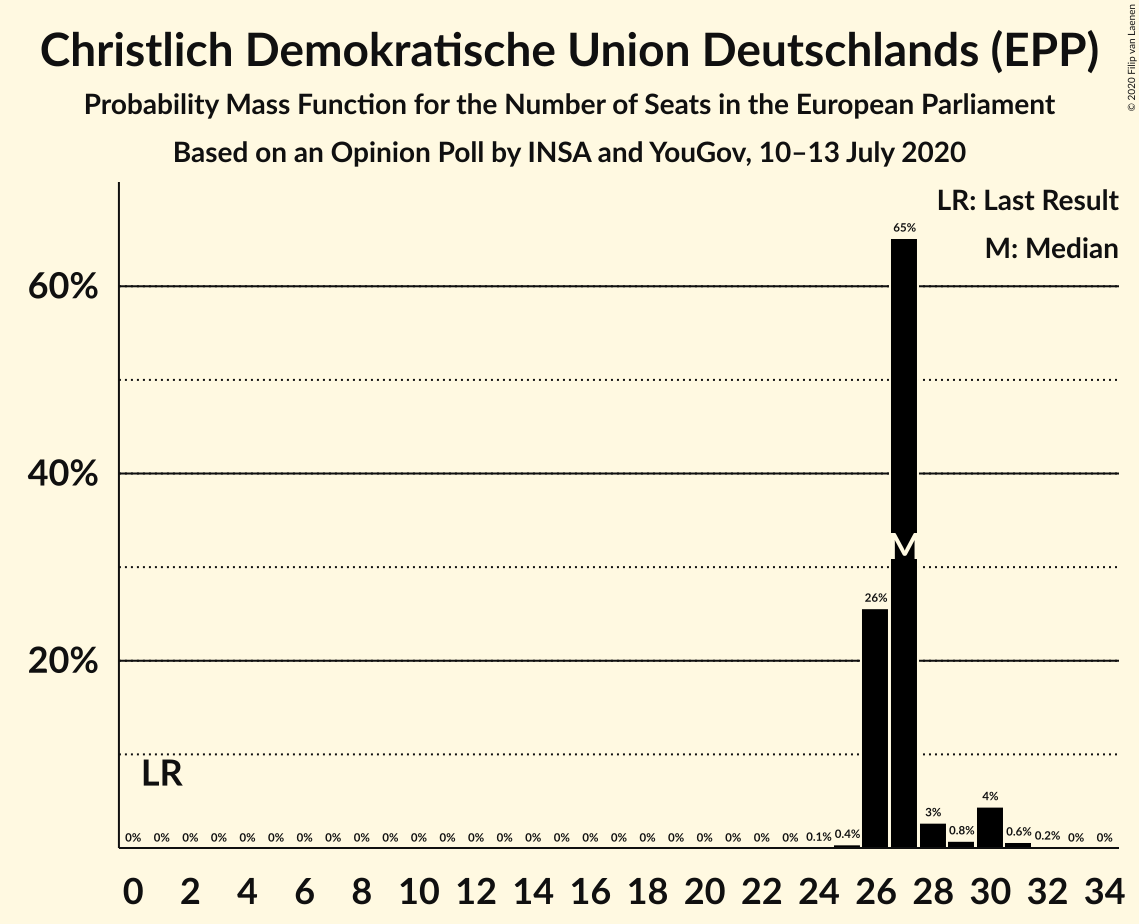 Christlich Demokratische Union Deutschlands (EPP)
Probability Mass Function for the Number of Seats in the European Parliament
Based on an Opinion Poll by INSA and YouGov, 10–13 July 2020
© 2020 Filip van Laenen
LR: Last Result
M: Median
65%
60%
40%
M
26%
20%
LR
4%
3%
0% 0% 0% 0% 0% 0% 0% 0% 0% 0% 0% 0% 0% 0% 0% 0% 0% 0% 0% 0% 0% 0% 0% 0% 0.1% 0.4% 0.8% 0.6% 0.2% 0% 0%
0 2 4 6 8 10 12 14 16 18 20 22 24 26 28 30 32 34